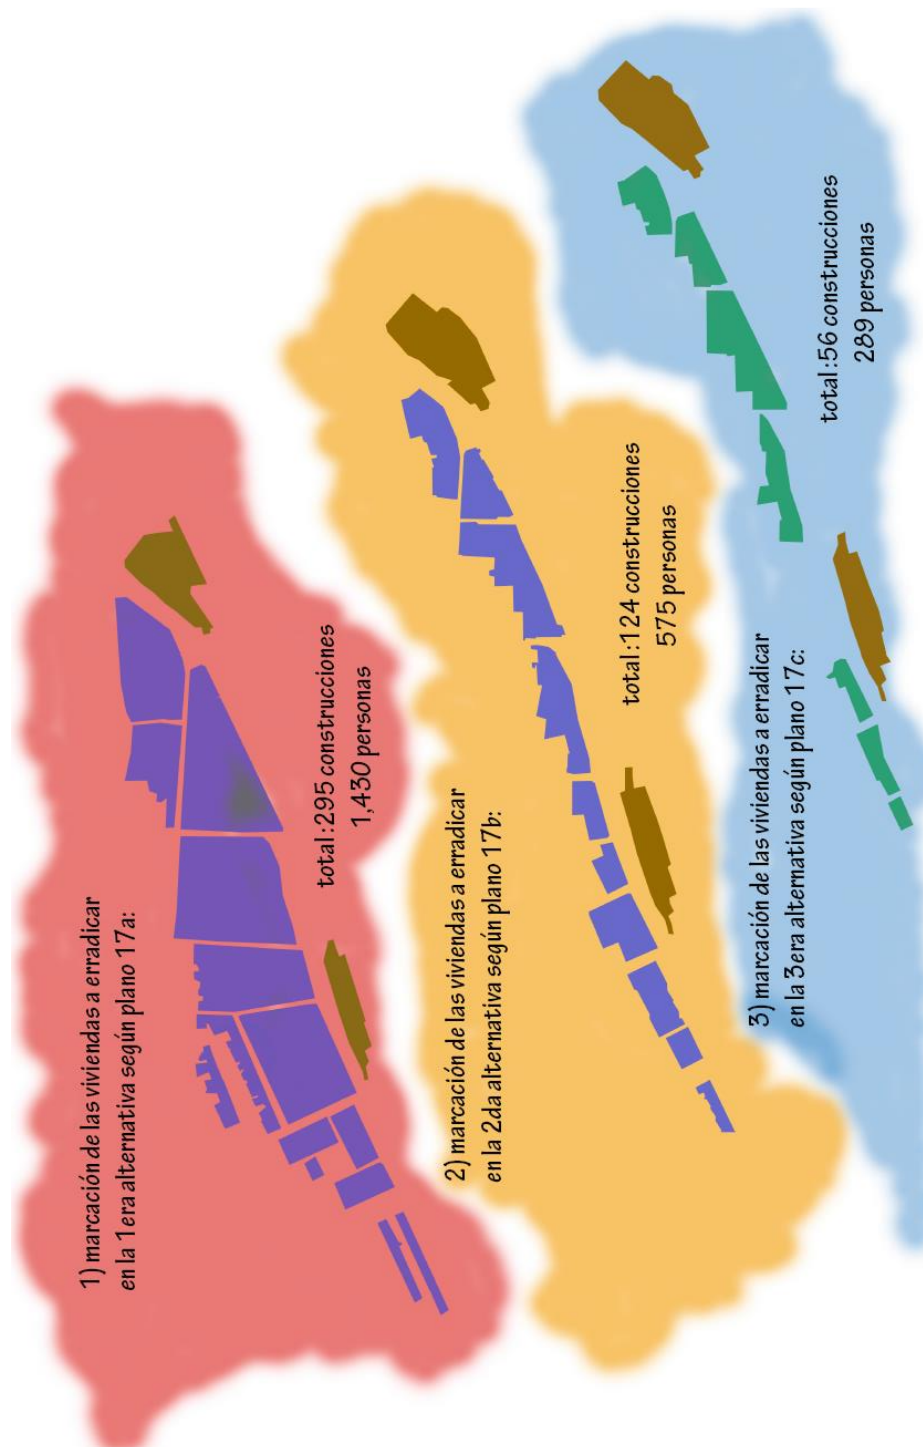 1) marcación de las viviendas a erradicar
en la 1era alternativa según plano 17a:
total:295 construcciones
1,430 personas
2) marcación de las viviendas a erradicar
en la 2da alternativa según plano 17b:
total:124 construcciones
575 personas
3) marcación de las viviendas a erradicar
en la 3era alternativa según plano 17c:
total:56 construcciones
289 personas